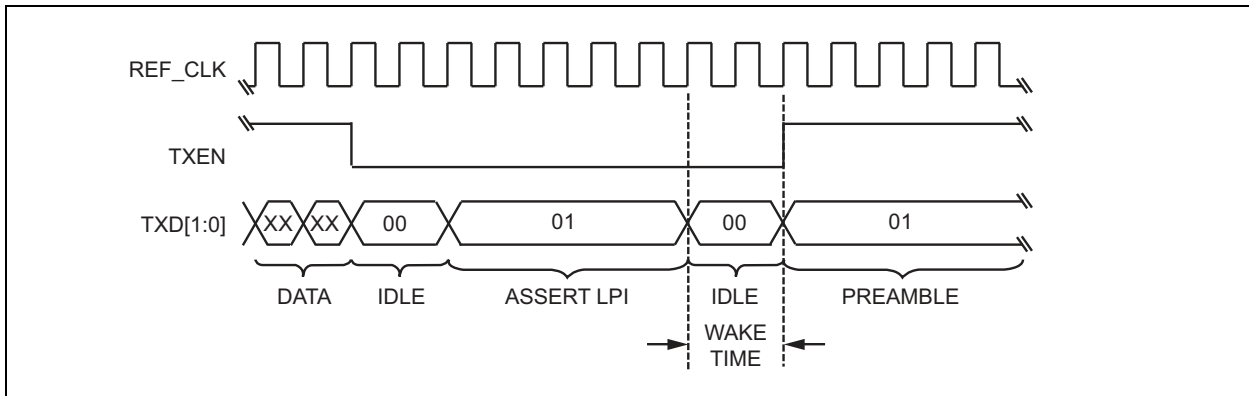 REF_CLK
TXEN
TXD[1:0]
XX XX 00 01 00 01
DATA IDLE ASSERT LPI IDLE PREAMBLE
WAKE
TIME